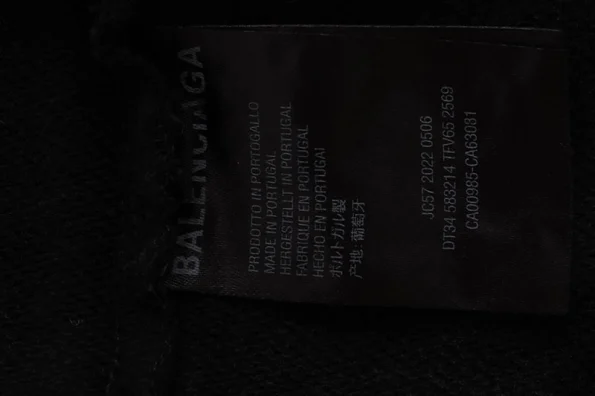 BALENCIAGA
PRODOTTO IN PORTOGALLO
MADE IN PORTUGAL
HERGESTELLT IN PORTUGAL
FABRIQUE EN PORTUGAL
HECHO EN PORTUGAL
ポルトガル製
产地:葡萄牙
JC57 2022 0506
DT34 583214 TFV65 2569
CA00985-CA63081